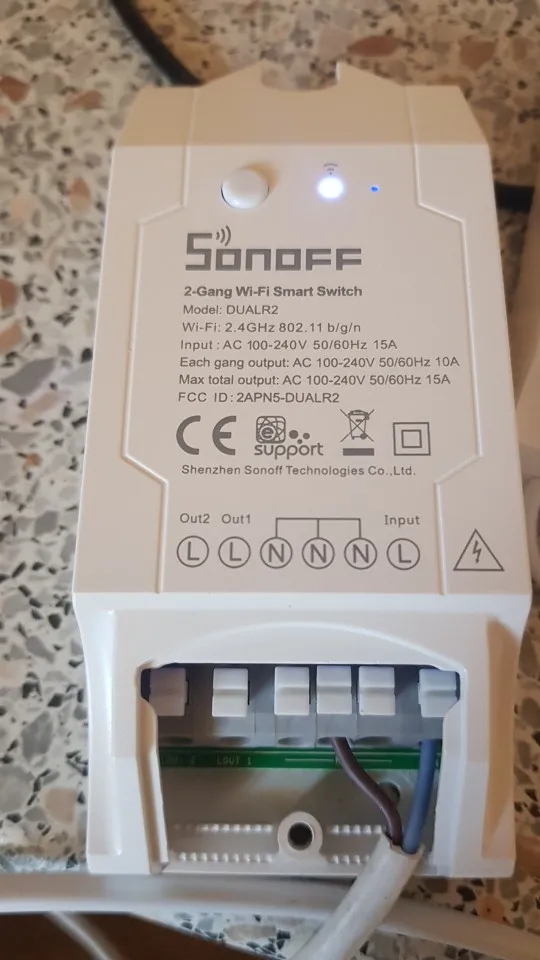 SONOFF
2-Gang Wi-Fi Smart Switch
Model: DUALR2
Wi-Fi: 2.4GHz 802.11 b/g/n
Input : AC 100-240V 50/60Hz 15A
Each gang output: AC 100-240V 50/60Hz 10A
Max total output: AC 100-240V 50/60Hz 15A
FCC ID : 2APN5-DUALR2
CE e support
Shenzhen Sonoff Technologies Co.,Ltd.
Out2 Out1 Input
L L N N N L
LOUT 1